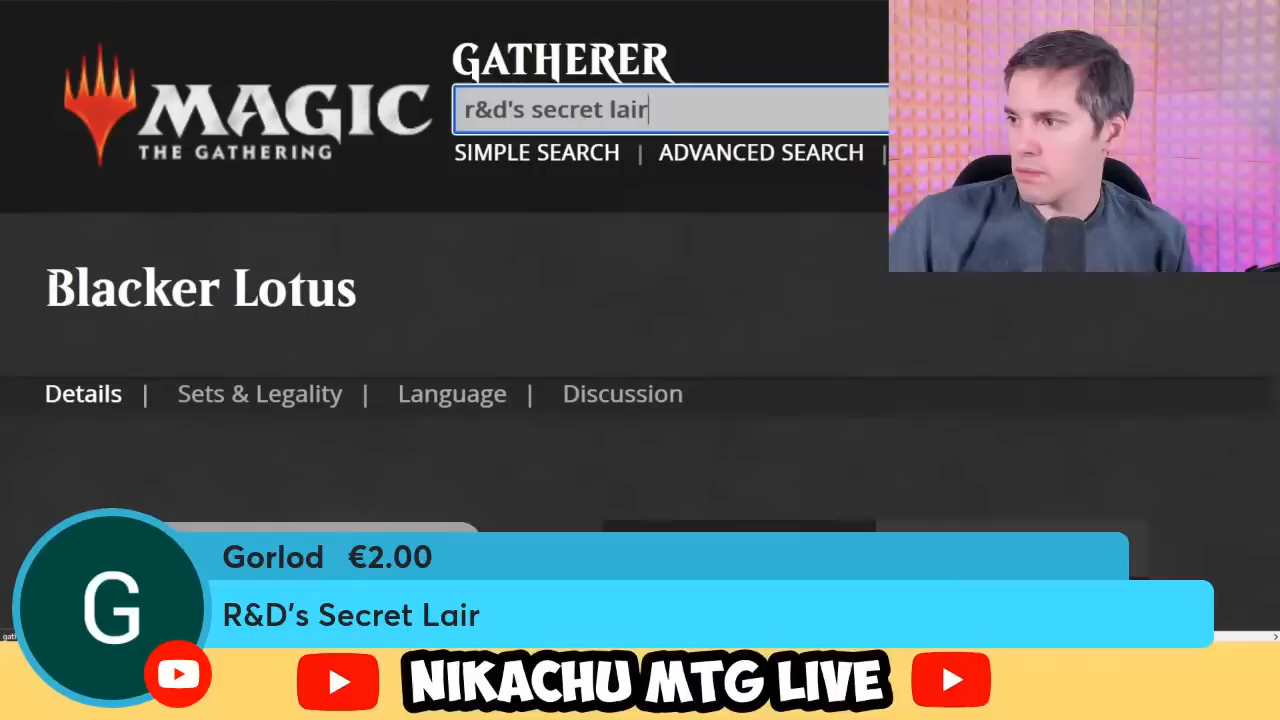 MAGIC
THE GATHERING
GATHERER
r&d's secret lair
SIMPLE SEARCH | ADVANCED SEARCH |
Blacker Lotus
Details | Sets & Legality | Language | Discussion
G
Gorlod €2.00
R&D's Secret Lair
gath
NIKACHU MTG LIVE